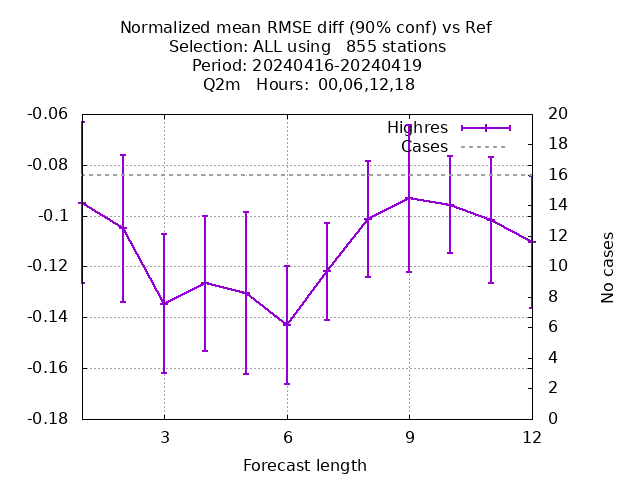 Normalized mean RMSE diff (90% conf) vs Ref
Selection: ALL using   855 stations
Period: 20240416-20240419
Q2m   Hours:  00,06,12,18
-0.06
-0.08
-0.1
-0.12
-0.14
-0.16
-0.18
Highres
Cases
20
18
16
14
12
10
8
6
4
2
0
No cases
3
6
9
12
Forecast length